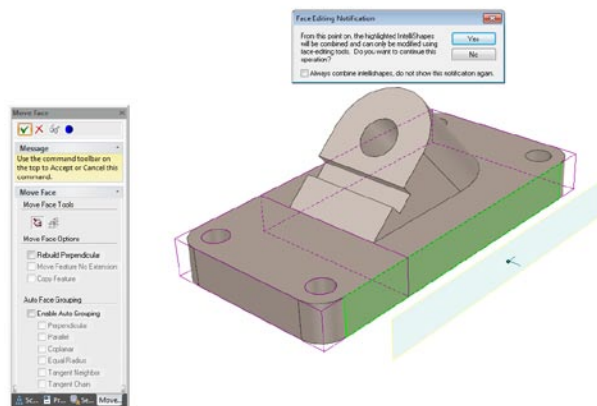 Face Editing Notification
From this point on, the highlighted IntelliShapes
will be combined and can only be modified using
face-editing tools. Do you want to continue this
operation?
Yes
No
Always combine intellishapes, do not show this notification again.
Move Face
Message
Use the command toolbar on
the top to Accept or Cancel this
command.
Move Face
Move Face Tools
Move Face Options
Rebuild Perpendicular
Move Feature No Extension
Copy Feature
Auto Face Grouping
Enable Auto Grouping
Perpendicular
Parallel
Coplanar
Equal Radius
Tangent Neighbor
Tangent Chain
Sc... Pr... Se... Move...